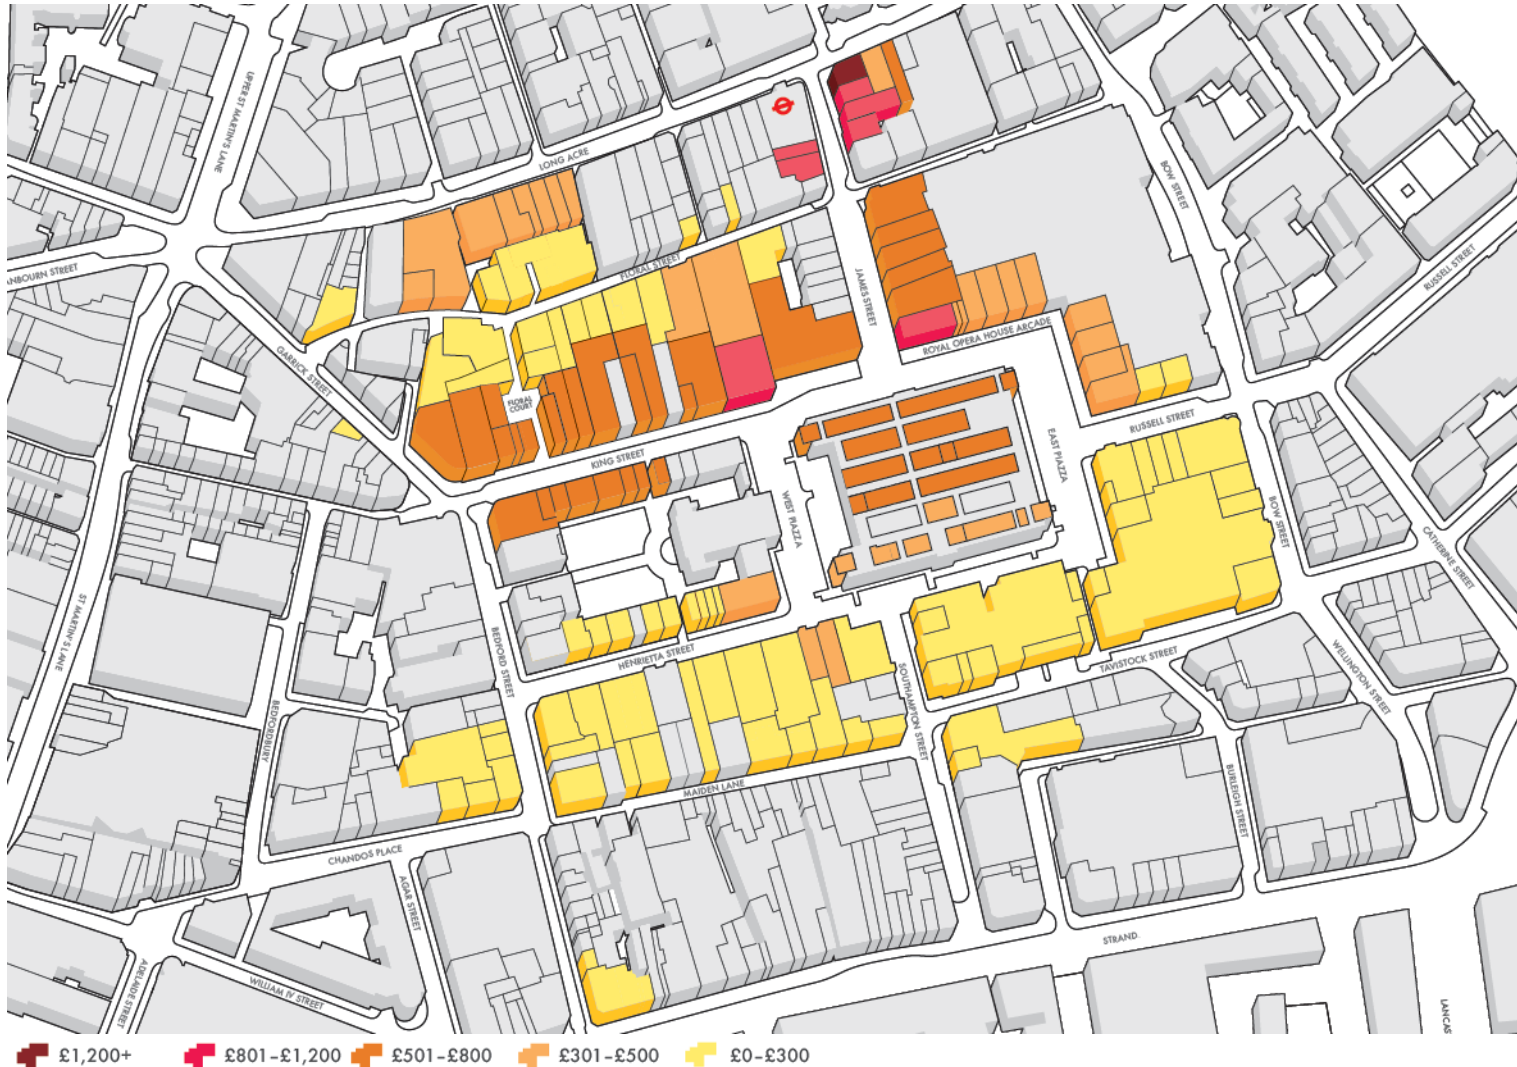 UPPER ST MARTIN'S LANE
LONG ACRE
BOW STREET
ANBOURN STREET
FLORAL STREET
JAMES STREET
RUSSELL STREET
ROYAL OPERA HOUSE ARCADE
GARRICK STREET
FLORAL
COURT
RUSSELL STREET
EAST PIAZZA
KING STREET
WEST PIAZZA
BOW STREET
CATHERINE STREET
ST MARTIN'S LANE
BEDFORD STREET
HENRIETTA STREET
TAVISTOCK STREET
WELLINGTON STREET
SOUTHAMPTON STREET
BEDFORDBURY
MAIDEN LANE
BURLEIGH STREET
CHANDOS PLACE
AGAR STREET
STRAND.
ADELAIDE STREET
WILLIAM IV STREET
LANCAS
£1,200+
£801–£1,200
£501–£800
£301–£500
£0–£300